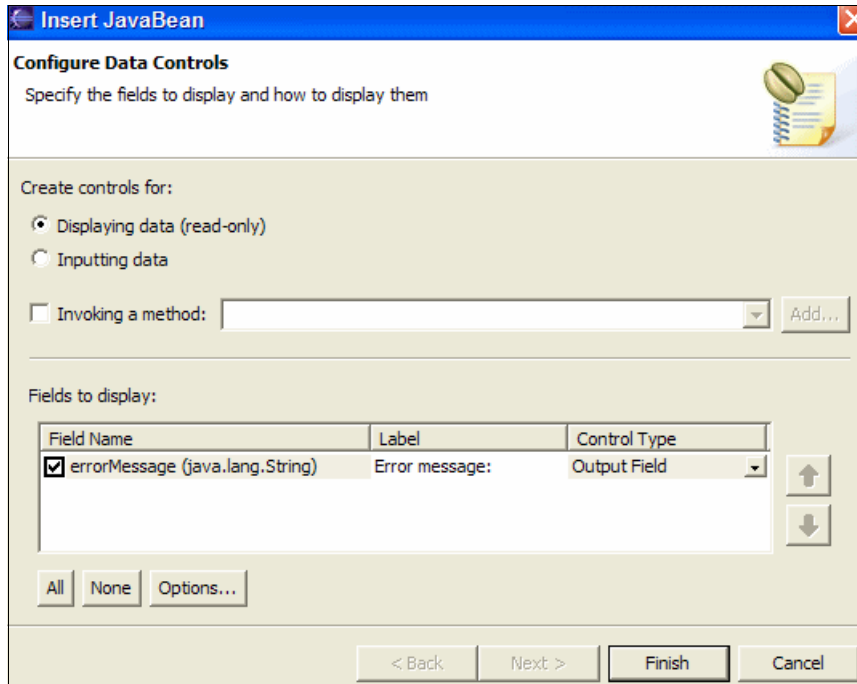 Insert JavaBean
Configure Data Controls
Specify the fields to display and how to display them
Create controls for:
Displaying data (read-only)
Inputting data
Invoking a method: Add...
Fields to display:
Field Name Label Control Type
errorMessage (java.lang.String) Error message: Output Field
All None Options...
< Back Next > Finish Cancel